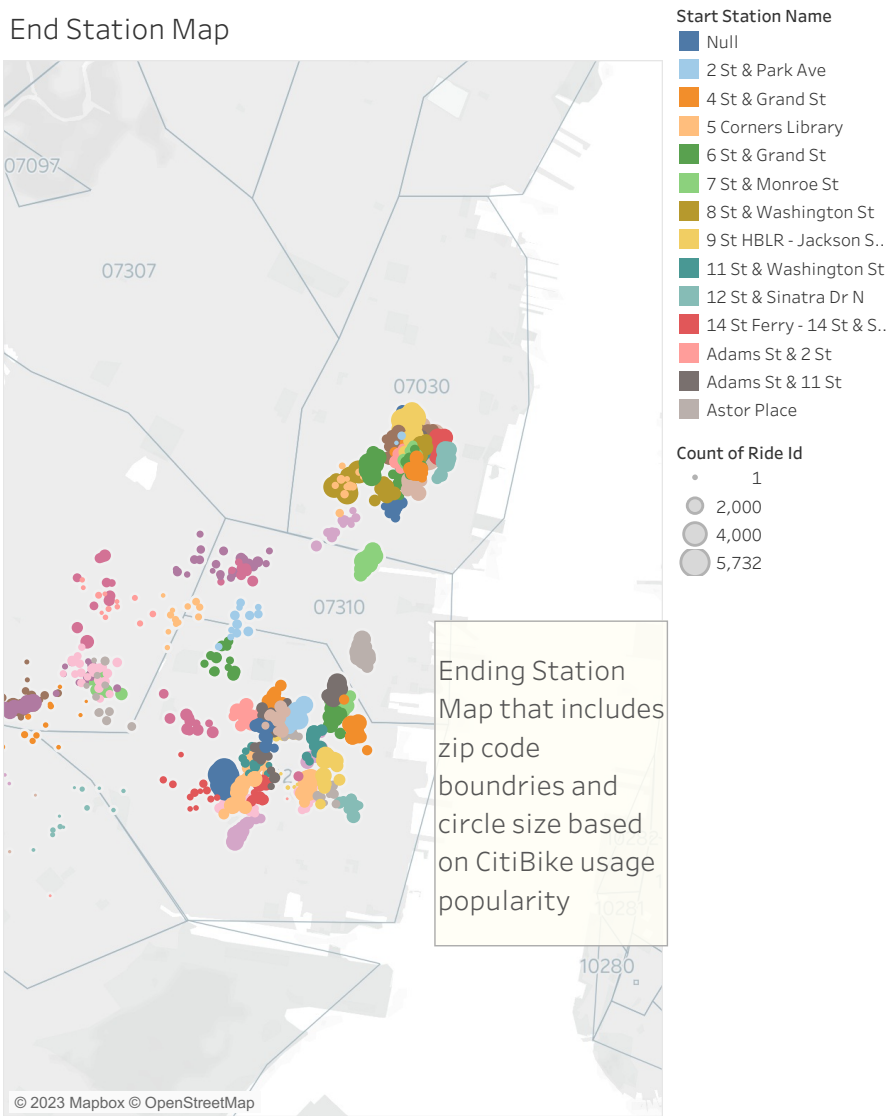 End Station Map
Start Station Name
Null
2 St & Park Ave
4 St & Grand St
5 Corners Library
6 St & Grand St
7 St & Monroe St
8 St & Washington St
9 St HBLR - Jackson S..
11 St & Washington St
12 St & Sinatra Dr N
14 St Ferry - 14 St & S..
Adams St & 2 St
Adams St & 11 St
Astor Place
Count of Ride Id
1
2,000
4,000
5,732
07097
07307
07030
07310
Ending Station
Map that includes
zip code
boundries and
circle size based
on CitiBike usage
popularity
10282
10281
10280
© 2023 Mapbox © OpenStreetMap